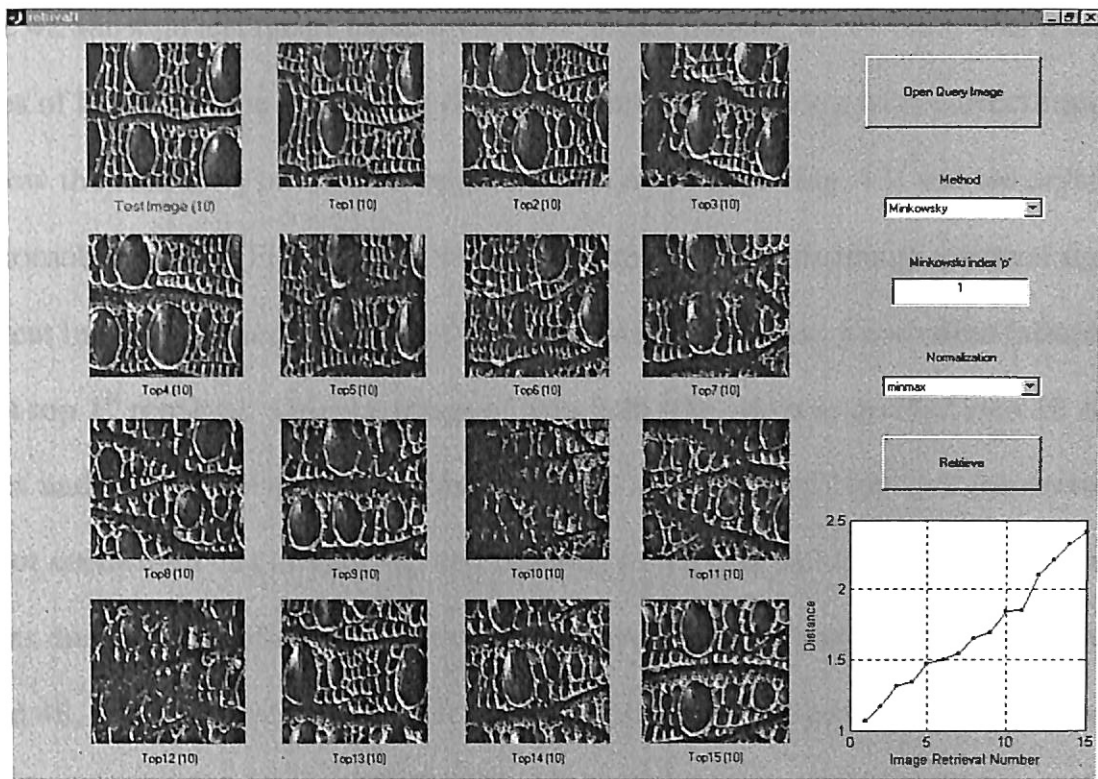 retrival1
Test Image (10)
Top1 (10)
Top2 (10)
Top3 (10)
Top4 (10)
Top5 (10)
Top6 (10)
Top7 (10)
Top8 (10)
Top9 (10)
Top10 (10)
Top11 (10)
Top12 (10)
Top13 (10)
Top14 (10)
Top15 (10)
Open Query Image
Method
Minkowsky
Minkowski index 'p'
1
Normalization
minmax
Retrieve
2.5
2
1.5
1
Distance
0 5 10 15
Image Retrieval Number